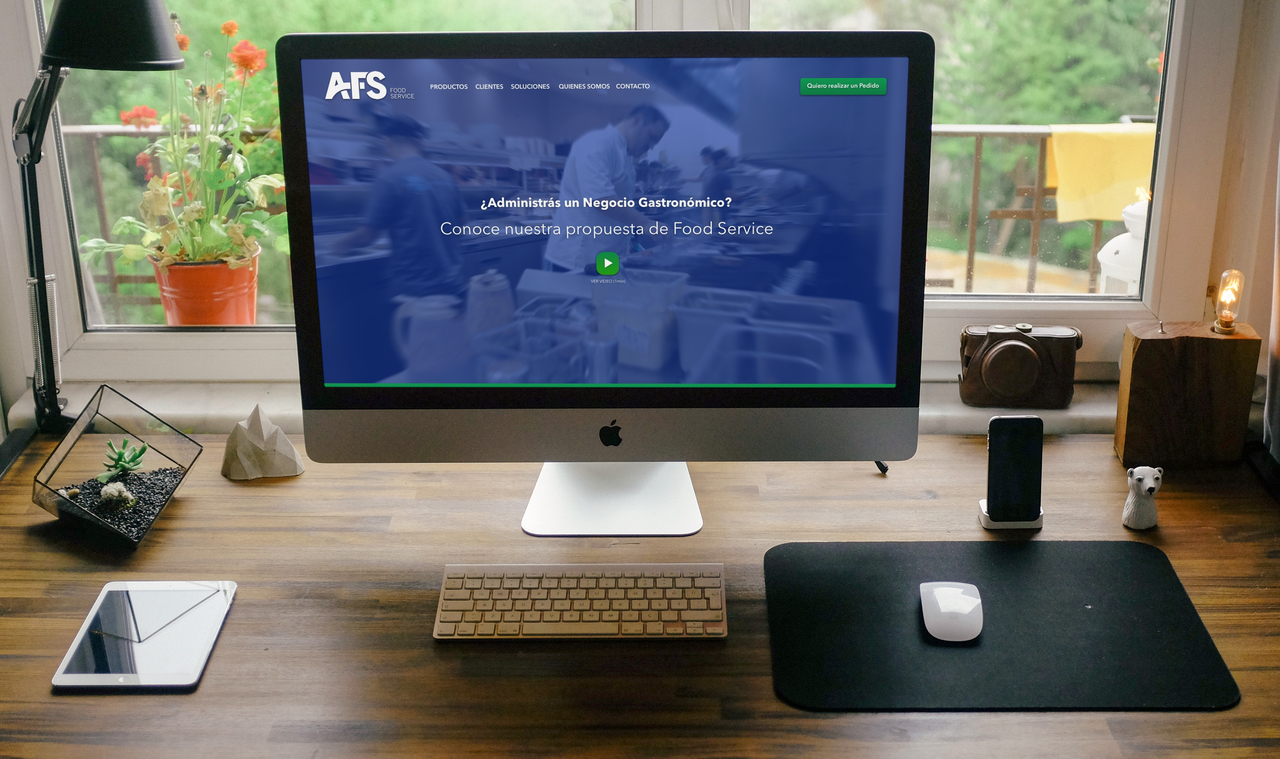 AFS FOOD SERVICE
PRODUCTOS CLIENTES SOLUCIONES QUIENES SOMOS CONTACTO
Quiero realizar un Pedido
¿Administrás un Negocio Gastronómico?
Conoce nuestra propuesta de Food Service
VER VIDEO